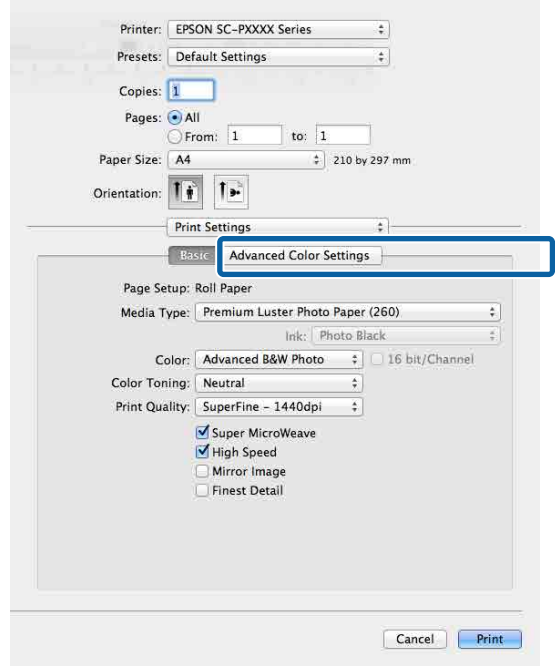 Printer: EPSON SC-PXXXX Series
Presets: Default Settings
Copies: 1
Pages: All
From: 1 to: 1
Paper Size: A4 210 by 297 mm
Orientation:
Print Settings
Basic Advanced Color Settings
Page Setup: Roll Paper
Media Type: Premium Luster Photo Paper (260)
Ink: Photo Black
Color: Advanced B&W Photo 16 bit/Channel
Color Toning: Neutral
Print Quality: SuperFine - 1440dpi
Super MicroWeave
High Speed
Mirror Image
Finest Detail
Cancel Print